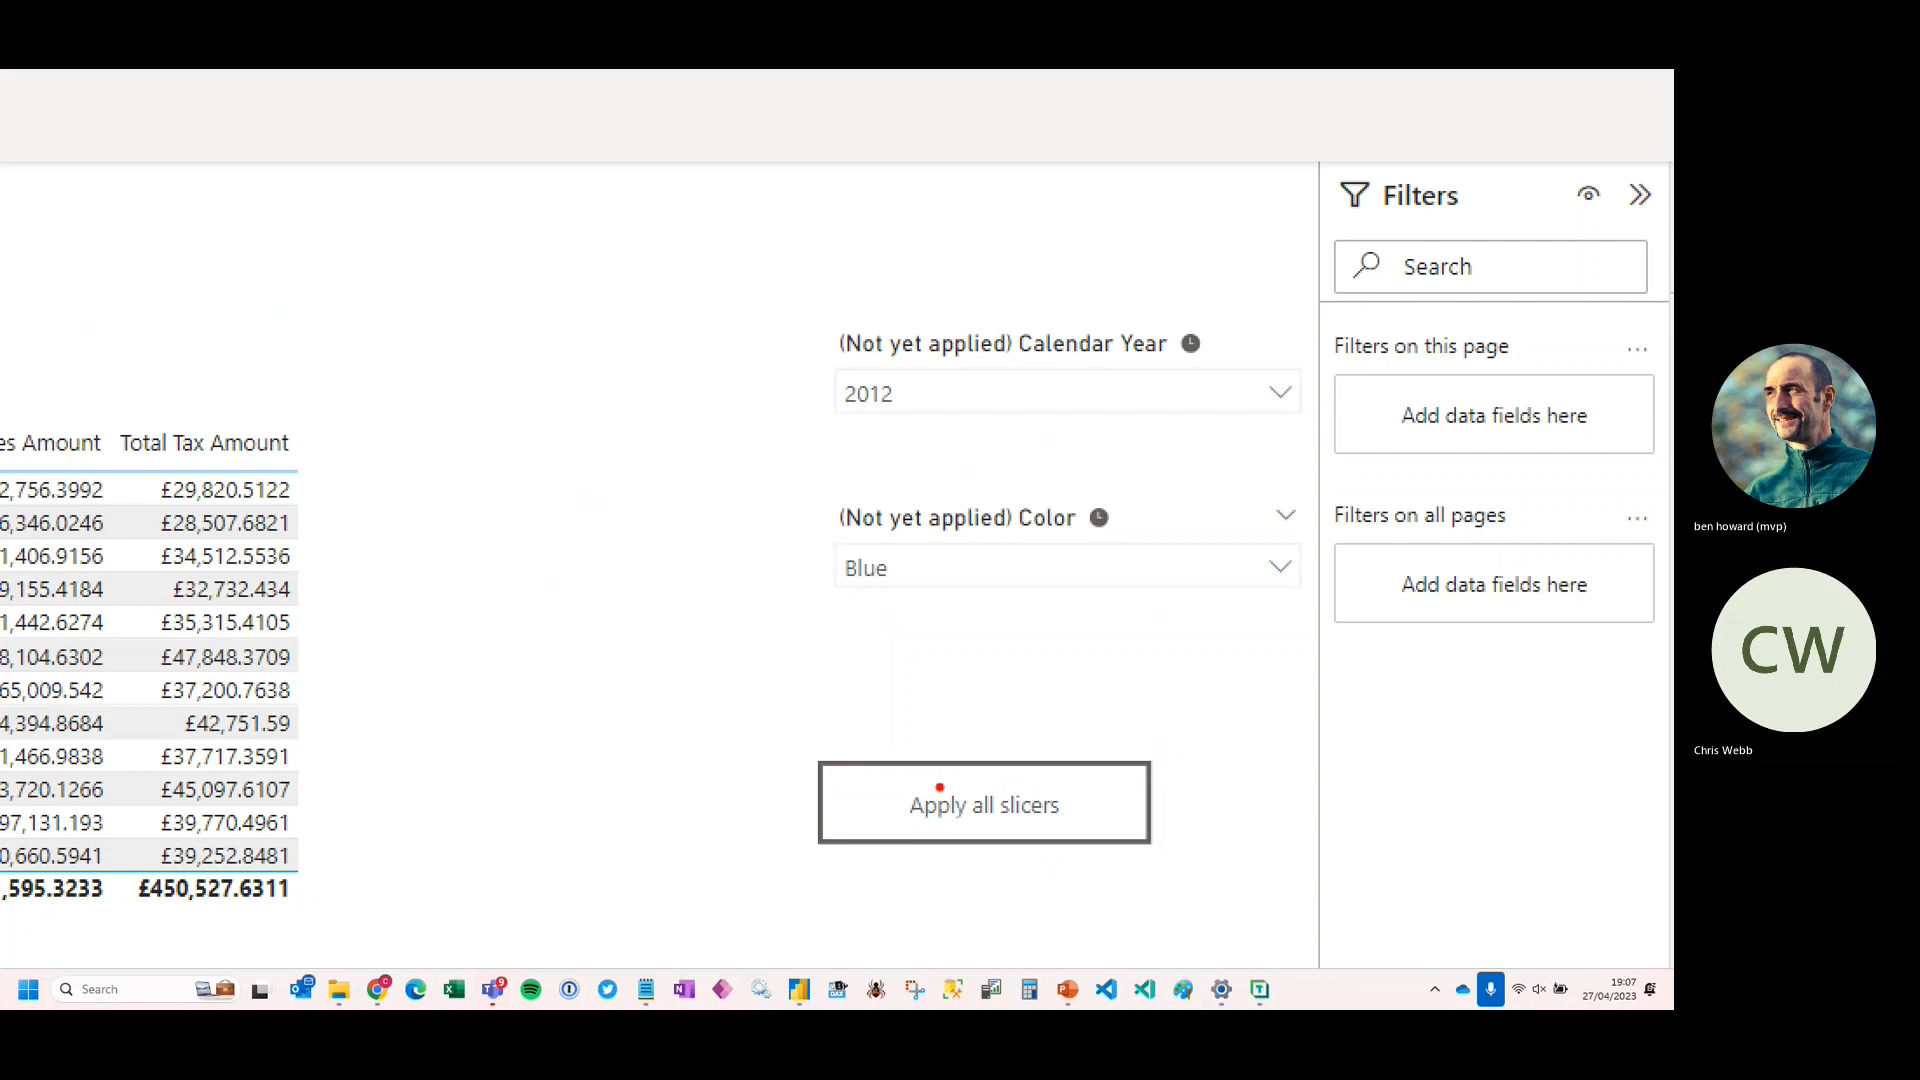 Filters
Search
(Not yet applied) Calendar Year
2012
Filters on this page
Add data fields here
es Amount Total Tax Amount
2,756.3992 £29,820.5122
6,346.0246 £28,507.6821
1,406.9156 £34,512.5536
9,155.4184 £32,732.434
1,442.6274 £35,315.4105
8,104.6302 £47,848.3709
65,009.542 £37,200.7638
4,394.8684 £42,751.59
1,466.9838 £37,717.3591
3,720.1266 £45,097.6107
97,131.193 £39,770.4961
0,660.5941 £39,252.8481
,595.3233 £450,527.6311
(Not yet applied) Color
Blue
Filters on all pages
Add data fields here
Apply all slicers
ben howard (mvp)
CW
Chris Webb
Search
19:07
27/04/2023